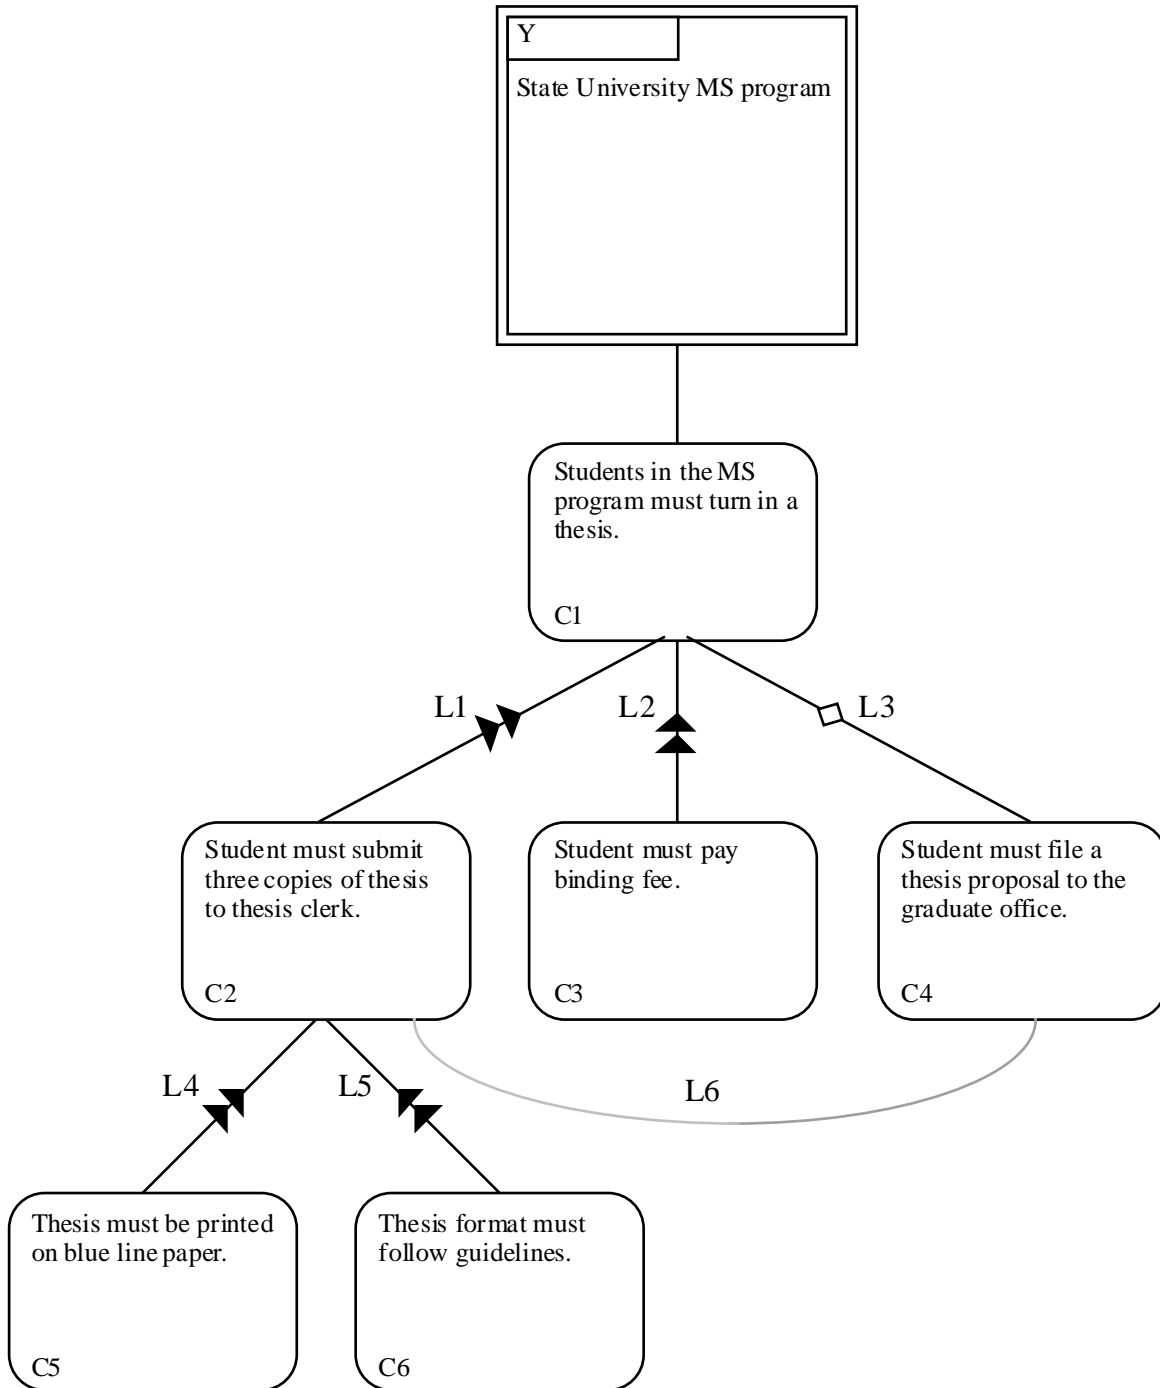 Y
State University MS program
Students in the MS
program must turn in a
thesis.
C1
L1
L2
L3
Student must submit
three copies of thesis
to thesis clerk.
C2
Student must pay
binding fee.
C3
Student must file a
thesis proposal to the
graduate office.
C4
L4
L5
L6
Thesis must be printed
on blue line paper.
C5
Thesis format must
follow guidelines.
C6